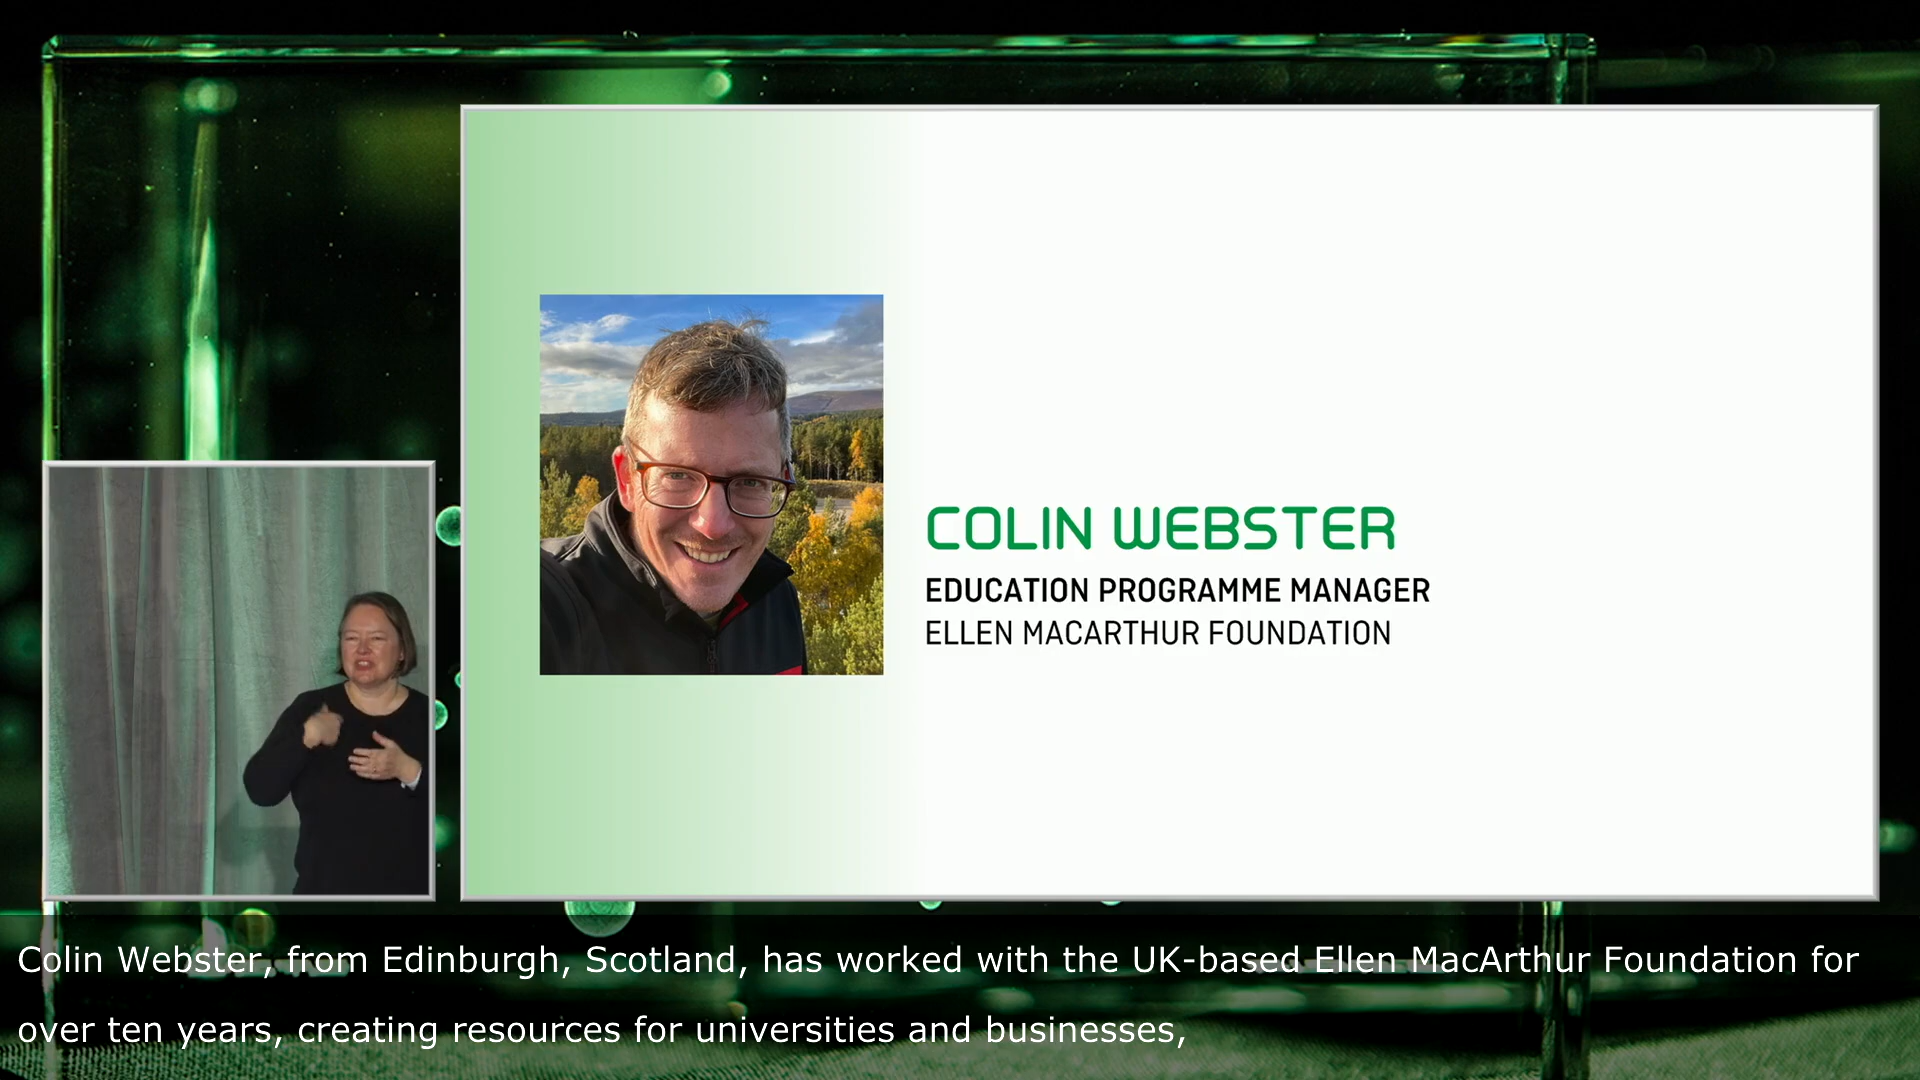 COLIN WEBSTER
EDUCATION PROGRAMME MANAGER
ELLEN MACARTHUR FOUNDATION
Colin Webster, from Edinburgh, Scotland, has worked with the UK-based Ellen MacArthur Foundation for
over ten years, creating resources for universities and businesses,